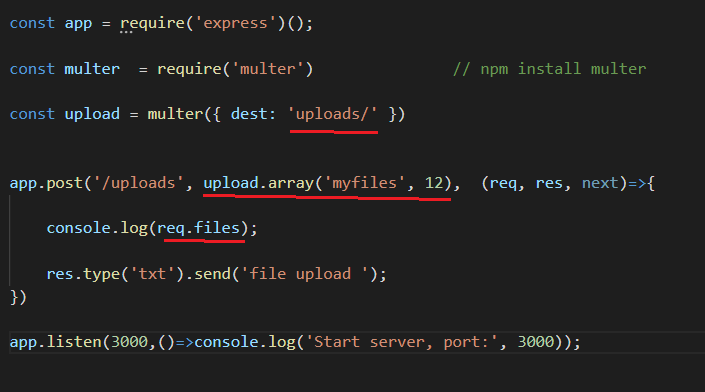 const app = require('express')();
const multer  = require('multer')               // npm install multer
const upload = multer({ dest: 'uploads/' })
app.post('/uploads', upload.array('myfiles', 12),  (req, res, next)=>{
    console.log(req.files);
    res.type('txt').send('file upload ');
})
app.listen(3000,()=>console.log('Start server, port:', 3000));